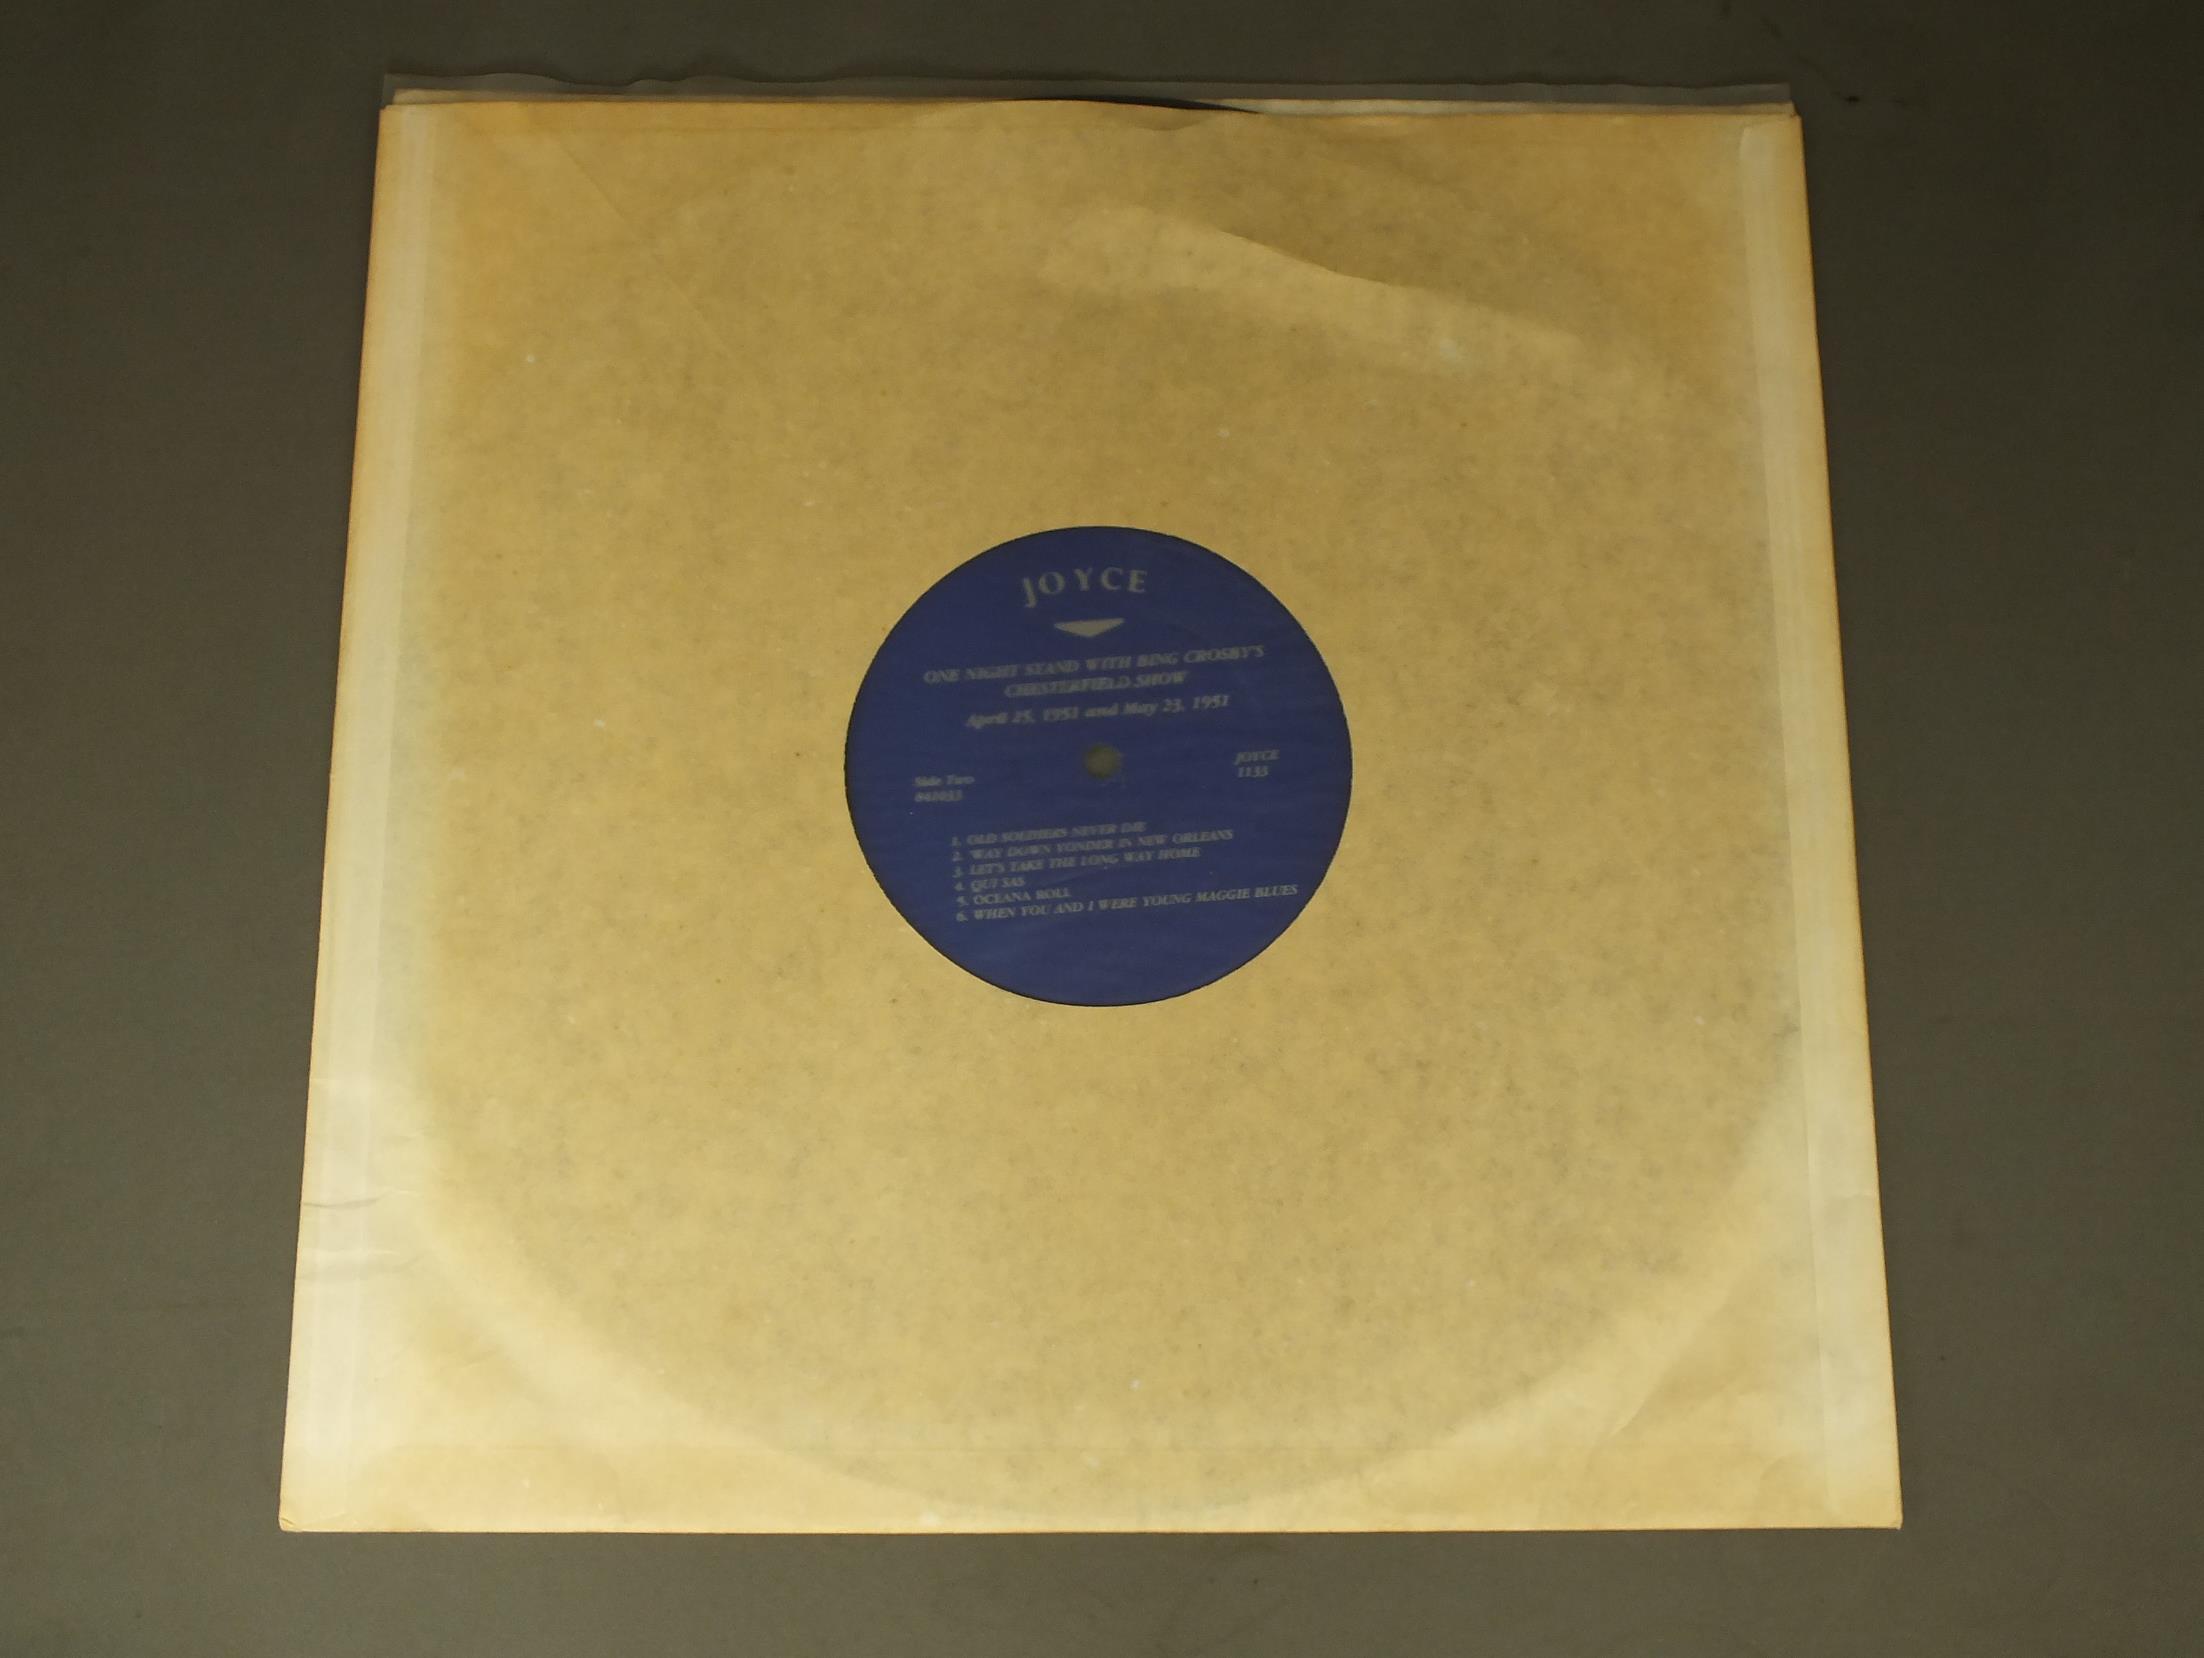 JOYCE
ONE NIGHT STAND WITH BING CROSBY'S
CHESTERFIELD SHOW
April 25, 1951 and May 23, 1951
Side Two
JOYCE
1133
1. OLD SOLDIERS NEVER DIE
2. 'WAY DOWN YONDER IN NEW ORLEANS
3. LET'S TAKE THE LONG WAY HOME
4. QUI SAS
5. OCEANA ROLL
6. WHEN YOU AND I WERE YOUNG MAGGIE BLUES